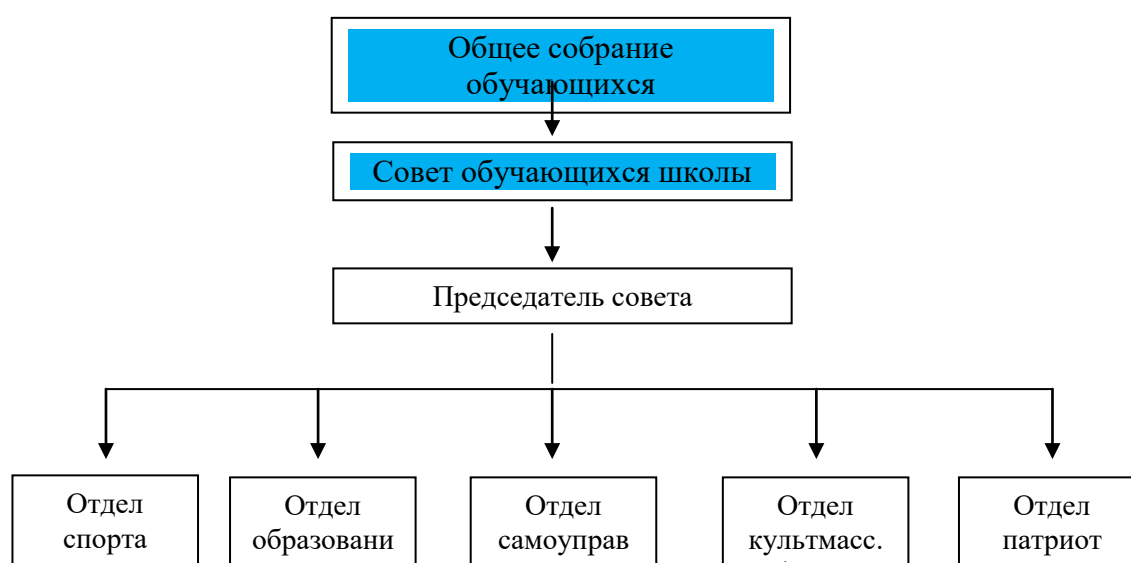 Общее собрание
обучающихся
Совет обучающихся школы
Председатель совета
Отдел
спорта
Отдел
образовани
Отдел
самоуправ
Отдел
культмасс.
Отдел
патриот